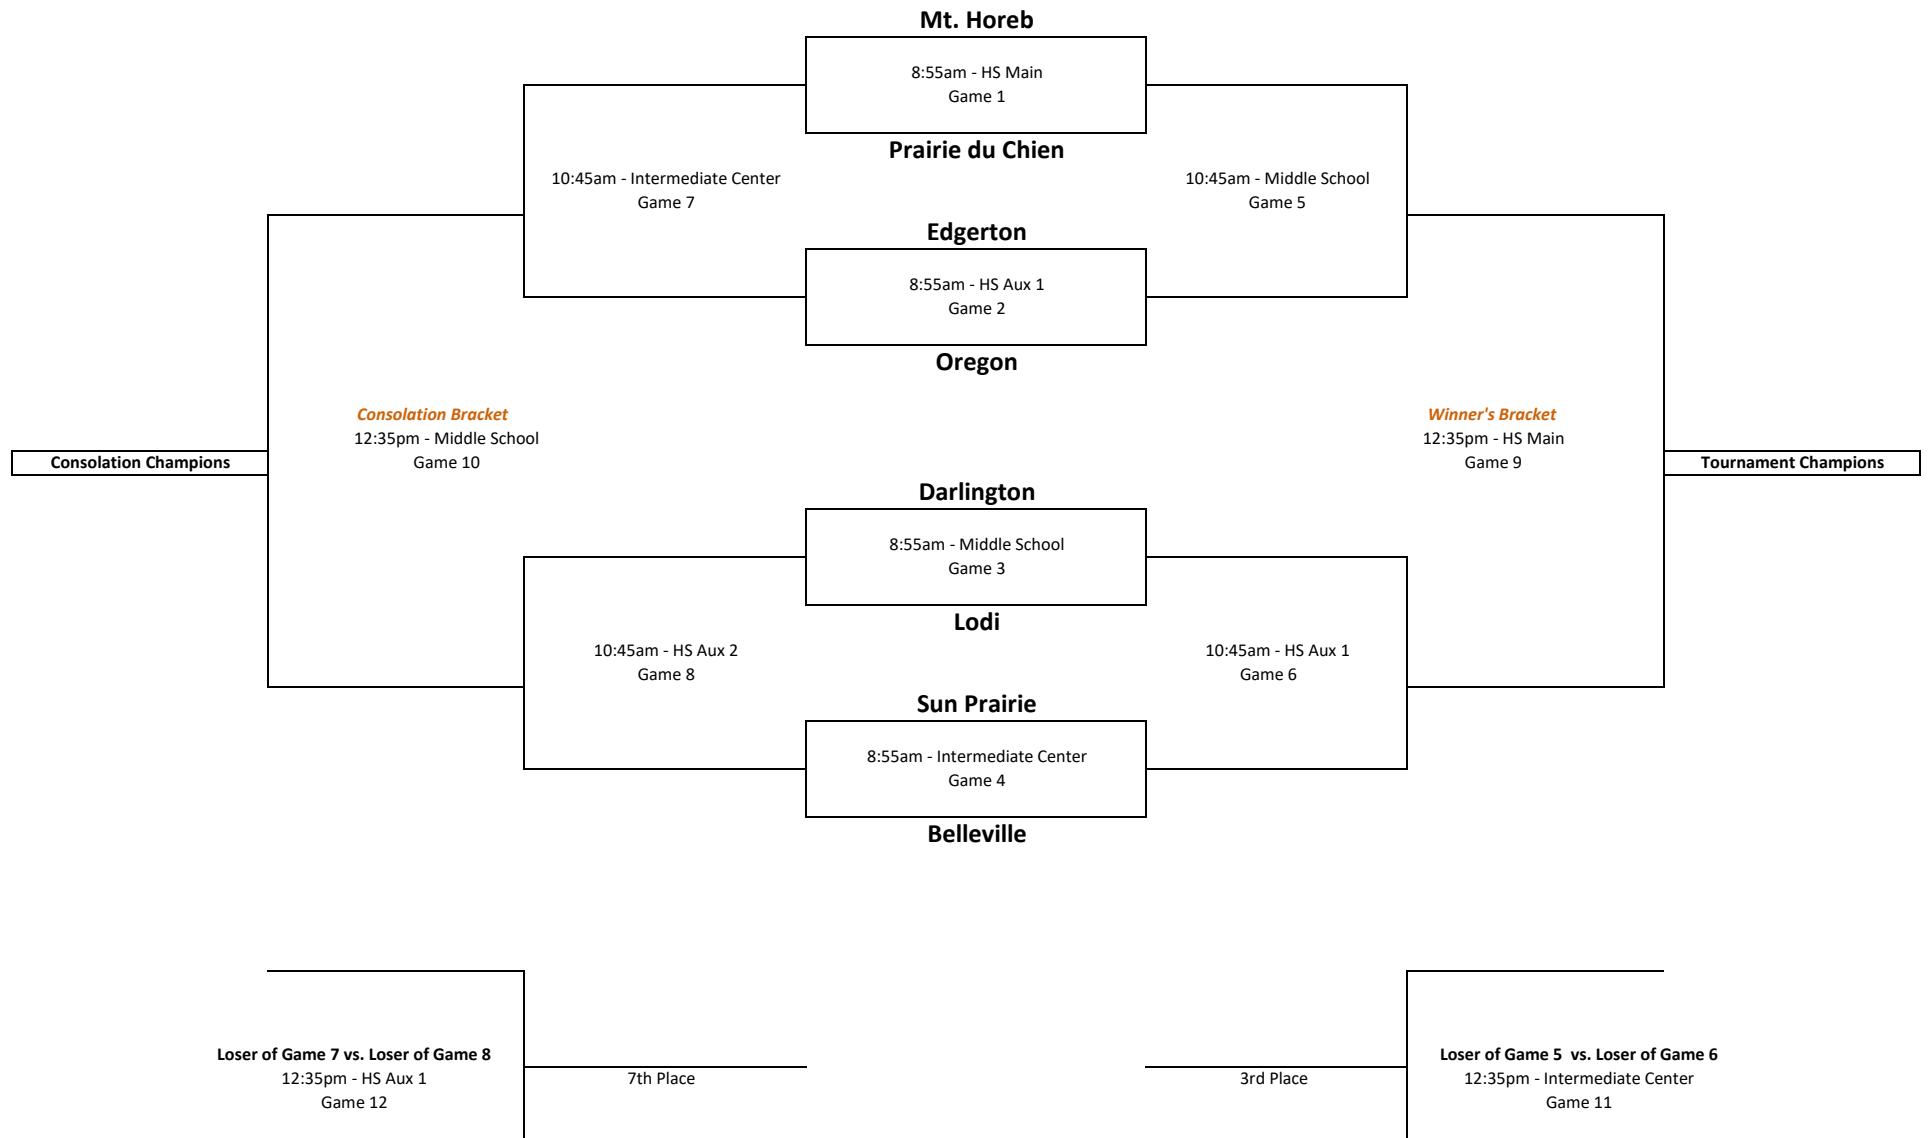 Mt. Horeb
8:55am - HS Main
Game 1
Prairie du Chien
10:45am - Intermediate Center
Game 7
10:45am - Middle School
Game 5
Edgerton
8:55am - HS Aux 1
Game 2
Oregon
Consolation Bracket
12:35pm - Middle School
Game 10
Consolation Champions
Winner's Bracket
12:35pm - HS Main
Game 9
Tournament Champions
Darlington
8:55am - Middle School
Game 3
Lodi
10:45am - HS Aux 2
Game 8
10:45am - HS Aux 1
Game 6
Sun Prairie
8:55am - Intermediate Center
Game 4
Belleville
Loser of Game 7 vs. Loser of Game 8
12:35pm - HS Aux 1
Game 12
7th Place
3rd Place
Loser of Game 5  vs. Loser of Game 6
12:35pm - Intermediate Center
Game 11